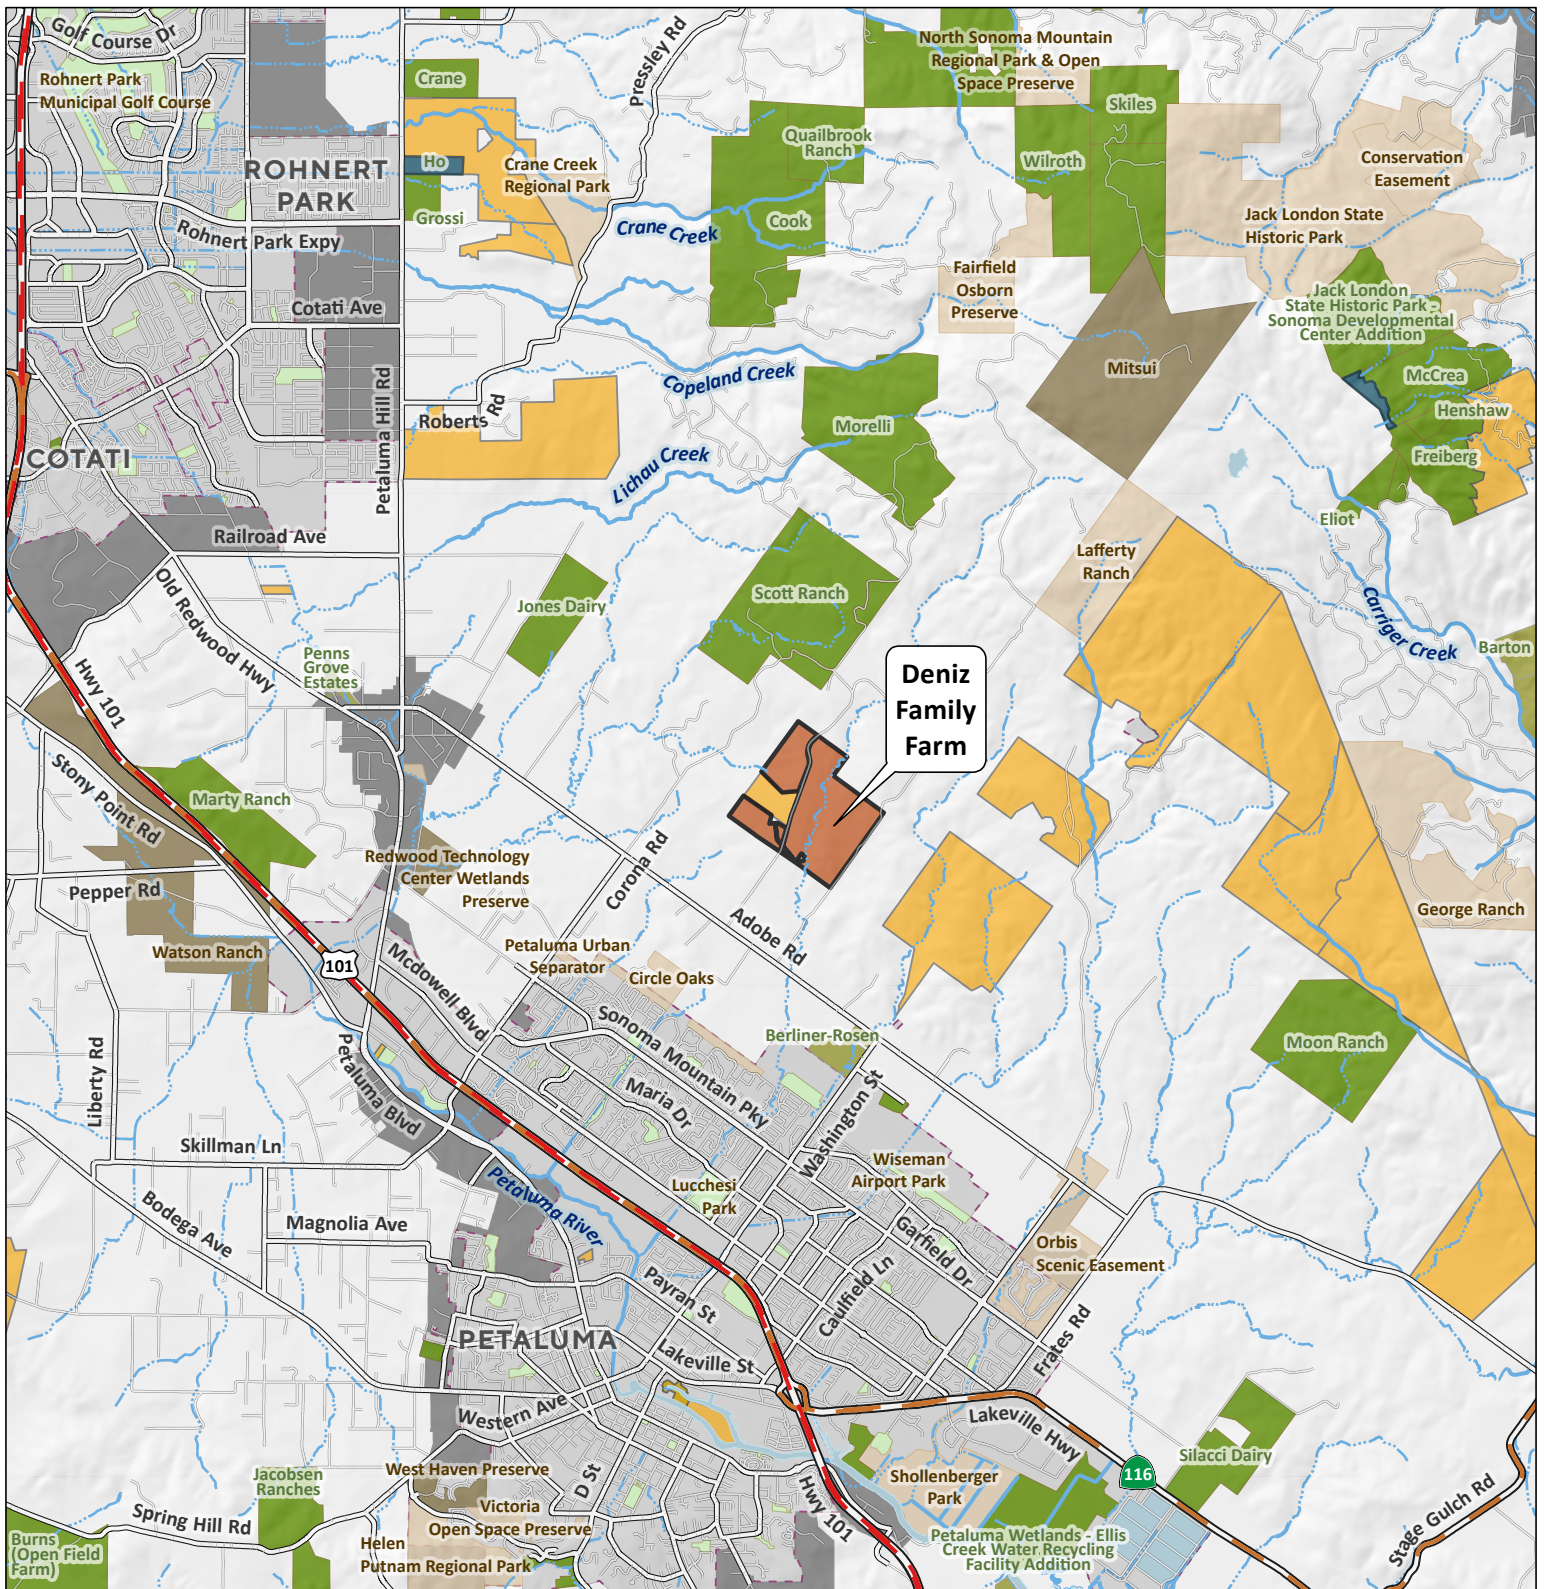 Golf Course Dr
Rohnert Park
Municipal Golf Course
ROHNERT
PARK
Rohnert Park Expy
Cotati Ave
Petaluma Hill Rd
COTATI
Railroad Ave
Old Redwood Hwy
Hwy 101
Stony Point Rd
Pepper Rd
Crane
Ho
Grossi
Crane Creek
Regional Park
Crane Creek
Pressley Rd
Quailbrook
Ranch
Cook
North Sonoma Mountain
Regional Park & Open
Space Preserve
Skiles
Wilroth
Conservation
Easement
Jack London State
Historic Park
Fairfield
Osborn
Preserve
Mitsui
Jack London
State Historic Park -
Sonoma Developmental
Center Addition
McCrea
Henshaw
Freiberg
Eliot
Copeland Creek
Roberts Rd
Lichau Creek
Morelli
Scott Ranch
Jones Dairy
Lafferty
Ranch
Carriger Creek
Barton
Penns
Grove
Estates
Deniz
Family
Farm
Marty Ranch
Redwood Technology
Center Wetlands
Preserve
Corona Rd
Adobe Rd
George Ranch
Watson Ranch
101
Mcdowell Blvd
Petaluma Urban
Separator
Circle Oaks
Sonoma Mountain Pky
Berliner-Rosen
Moon Ranch
Liberty Rd
Petaluma Blvd
Maria Dr
Washington St
Skillman Ln
Petaluma River
Lucchesi
Park
Wiseman
Airport Park
Bodega Ave
Magnolia Ave
Garfield Dr
Orbis
Scenic Easement
Payran St
Caulfield Ln
Frates Rd
PETALUMA
Lakeville St
Western Ave
Lakeville Hwy
Silacci Dairy
116
Stage Gulch Rd
West Haven Preserve
D St
Hwy 101
Shollenberger
Park
Jacobsen
Ranches
Victoria
Open Space Preserve
Spring Hill Rd
Burns
(Open Field
Farm)
Helen
Putnam Regional Park
Petaluma Wetlands - Ellis
Creek Water Recycling
Facility Addition